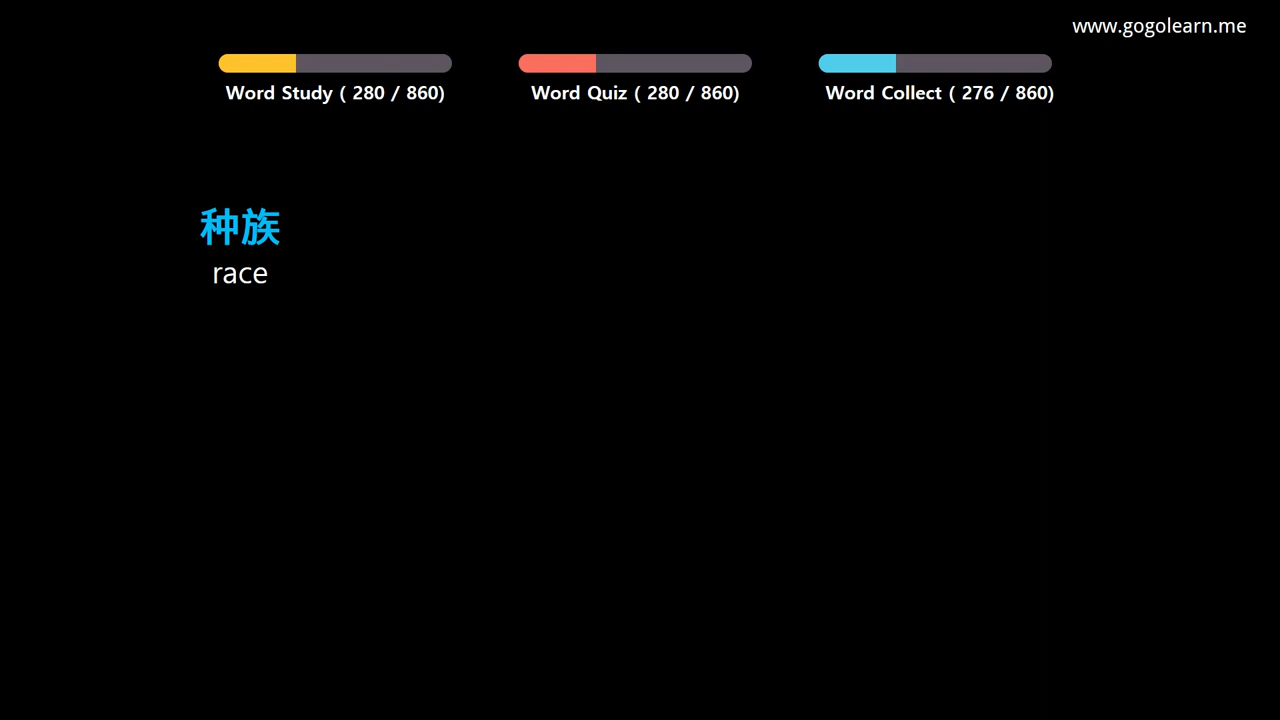 www.gogolearn.me
Word Study ( 280 / 860)
Word Quiz ( 280 / 860)
Word Collect ( 276 / 860)
种族
race